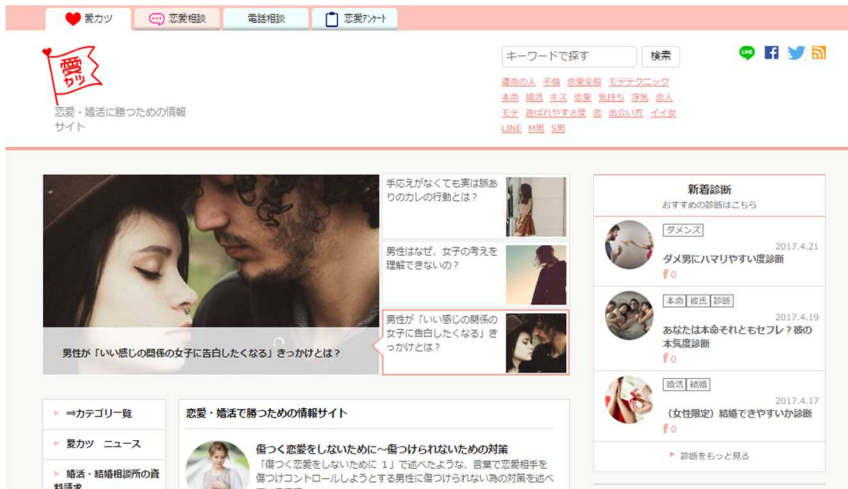 愛カツ
恋愛相談
電話相談
恋愛アンケート
愛カツ
恋愛・婚活に勝つための情報
サイト
キーワードで探す
検索
運命の人 不倫 恋愛全般 モテテクニック
本命 婚活 キス 恋愛 気持ち 浮気 恋人
モテ 遊ばれやすさ度 恋 出会い方 イイ女
LINE M男 S男
男性が「いい感じの関係の女子に告白したくなる」きっかけとは？
手応えがなくても実は脈あ
りのカレの行動とは？
男性はなぜ、女子の考えを
理解できないの？
男性が「いい感じの関係の
女子に告白したくなる」き
っかけとは？
新着診断
おすすめの診断はこちら
ダメンズ
2017.4.21
ダメ男にハマりやすい度診断
f 0
本命 彼氏 診断
2017.4.19
あなたは本命それともセフレ？彼の
本気度診断
f 0
婚活 結婚
2017.4.17
（女性限定）結婚できやすいか診断
f 0
診断をもっと見る
⇒カテゴリ一覧
愛カツ ニュース
婚活・結婚相談所の資
料請求
恋愛・婚活で勝つための情報サイト
傷つく恋愛をしないために～傷つけられないための対策
「傷つく恋愛をしないために １」で述べたような、言葉で恋愛相手を
傷つけコントロールしようとする男性に傷つけられない為の対策を述べ